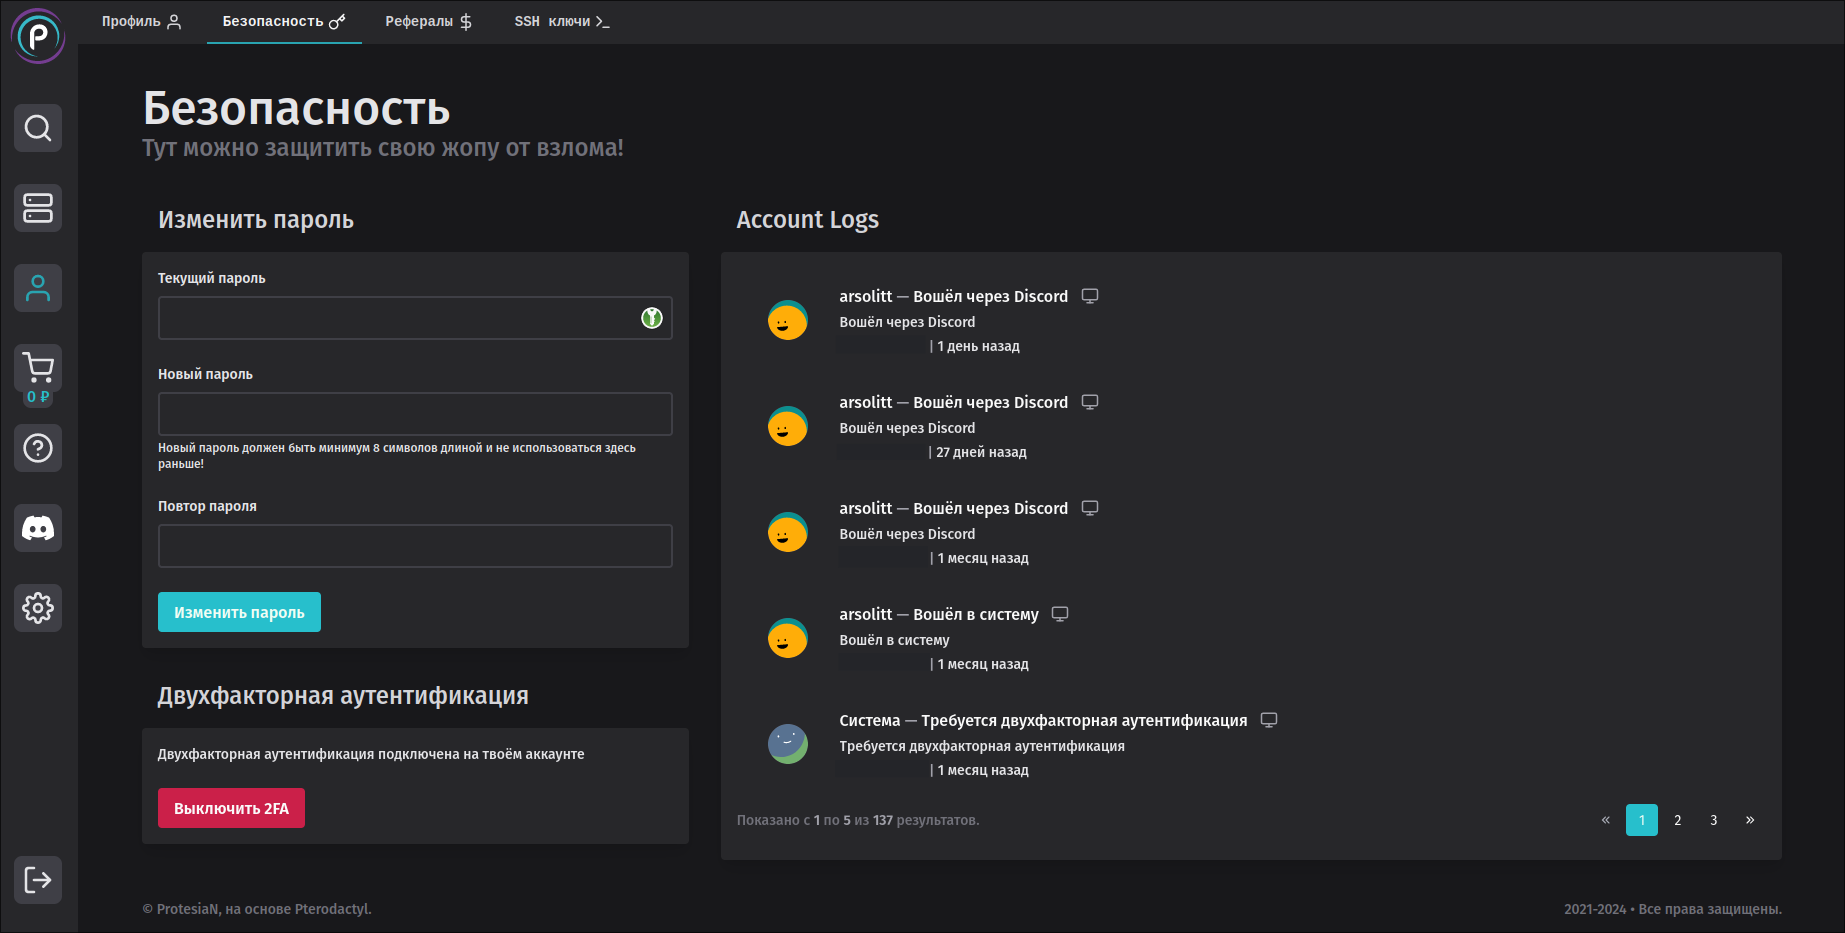 Профиль
Безопасность
Рефералы
SSH ключи
0 ₽
Безопасность
Тут можно защитить свою жопу от взлома!
Изменить пароль
Текущий пароль
Новый пароль
Новый пароль должен быть минимум 8 символов длиной и не использоваться здесь
раньше!
Повтор пароля
Изменить пароль
Двухфакторная аутентификация
Двухфакторная аутентификация подключена на твоём аккаунте
Выключить 2FA
Account Logs
arsolitt — Вошёл через Discord
Вошёл через Discord
| 1 день назад
arsolitt — Вошёл через Discord
Вошёл через Discord
| 27 дней назад
arsolitt — Вошёл через Discord
Вошёл через Discord
| 1 месяц назад
arsolitt — Вошёл в систему
Вошёл в систему
| 1 месяц назад
Система — Требуется двухфакторная аутентификация
Требуется двухфакторная аутентификация
| 1 месяц назад
Показано с 1 по 5 из 137 результатов.
« 1 2 3 »
© ProtesiaN, на основе Pterodactyl.
2021-2024 • Все права защищены.